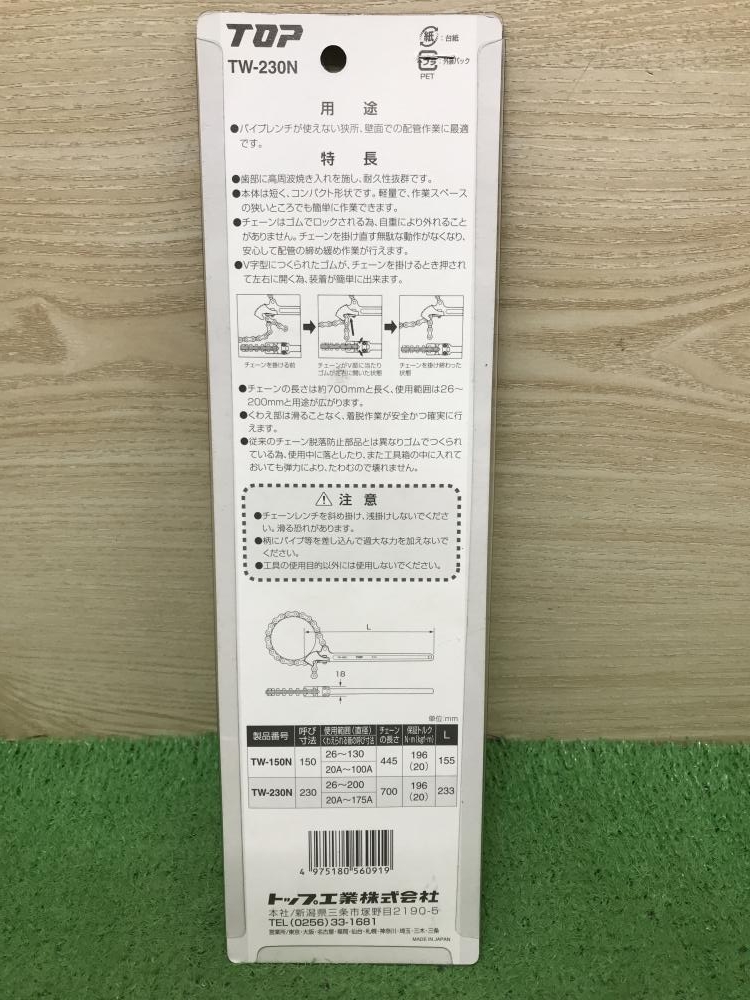 TOP
TW-230N
紙 : 台紙
プラ : 外装パック
PET
用途
●パイプレンチが使えない狭所、壁面での配管作業に最適
です。
特長
●歯部に高周波焼き入れを施し、耐久性抜群です。
●本体は短く、コンパクト形状です。軽量で、作業スペース
の狭いところでも簡単に作業できます。
●チェーンはゴムでロックされる為、自重により外れること
がありません。チェーンを掛け直す無駄な動作がなくなり、
安心して配管の締め緩め作業が行えます。
●V字型につくられたゴムが、チェーンを掛けるとき押され
て左右に開く為、装着が簡単に出来ます。
チェーンを掛ける前
チェーンがV部に当たり
ゴムが左右に開いた状態
チェーンを掛け終わった
状態
●チェーンの長さは約700mmと長く、使用範囲は26〜
200mmと用途が広がります。
●くわえ部は滑ることなく、着脱作業が安全かつ確実に行
えます。
●従来のチェーン脱落防止部品とは異なりゴムでつくられ
ている為、使用中に落としたり、また工具箱の中に入れて
おいても弾力により、たわむので壊れません。
注意
●チェーンレンチを斜め掛け、浅掛けしないでくださ
い。滑る恐れがあります。
●柄にパイプ等を差し込んで過大な力を加えないで
ください。
●工具の使用目的以外には使用しないでください。
L
TOP
18
単位:mm
製品番号 呼び寸法 使用範囲(直径) くわえられる管の呼び寸法 チェーンの長さ 保証トルクN·m(kgf·m) L
TW-150N 150 26〜130 20A〜100A 445 196 (20) 155
TW-230N 230 26〜200 20A〜175A 700 196 (20) 233
4 975180 560919
トップ工業株式会社
本社/新潟県三条市塚野目2190-5
TEL(0256)33-1681
営業所/東京・大阪・名古屋・福岡・仙台・札幌・神奈川・埼玉・三木・三条
MADE IN JAPAN